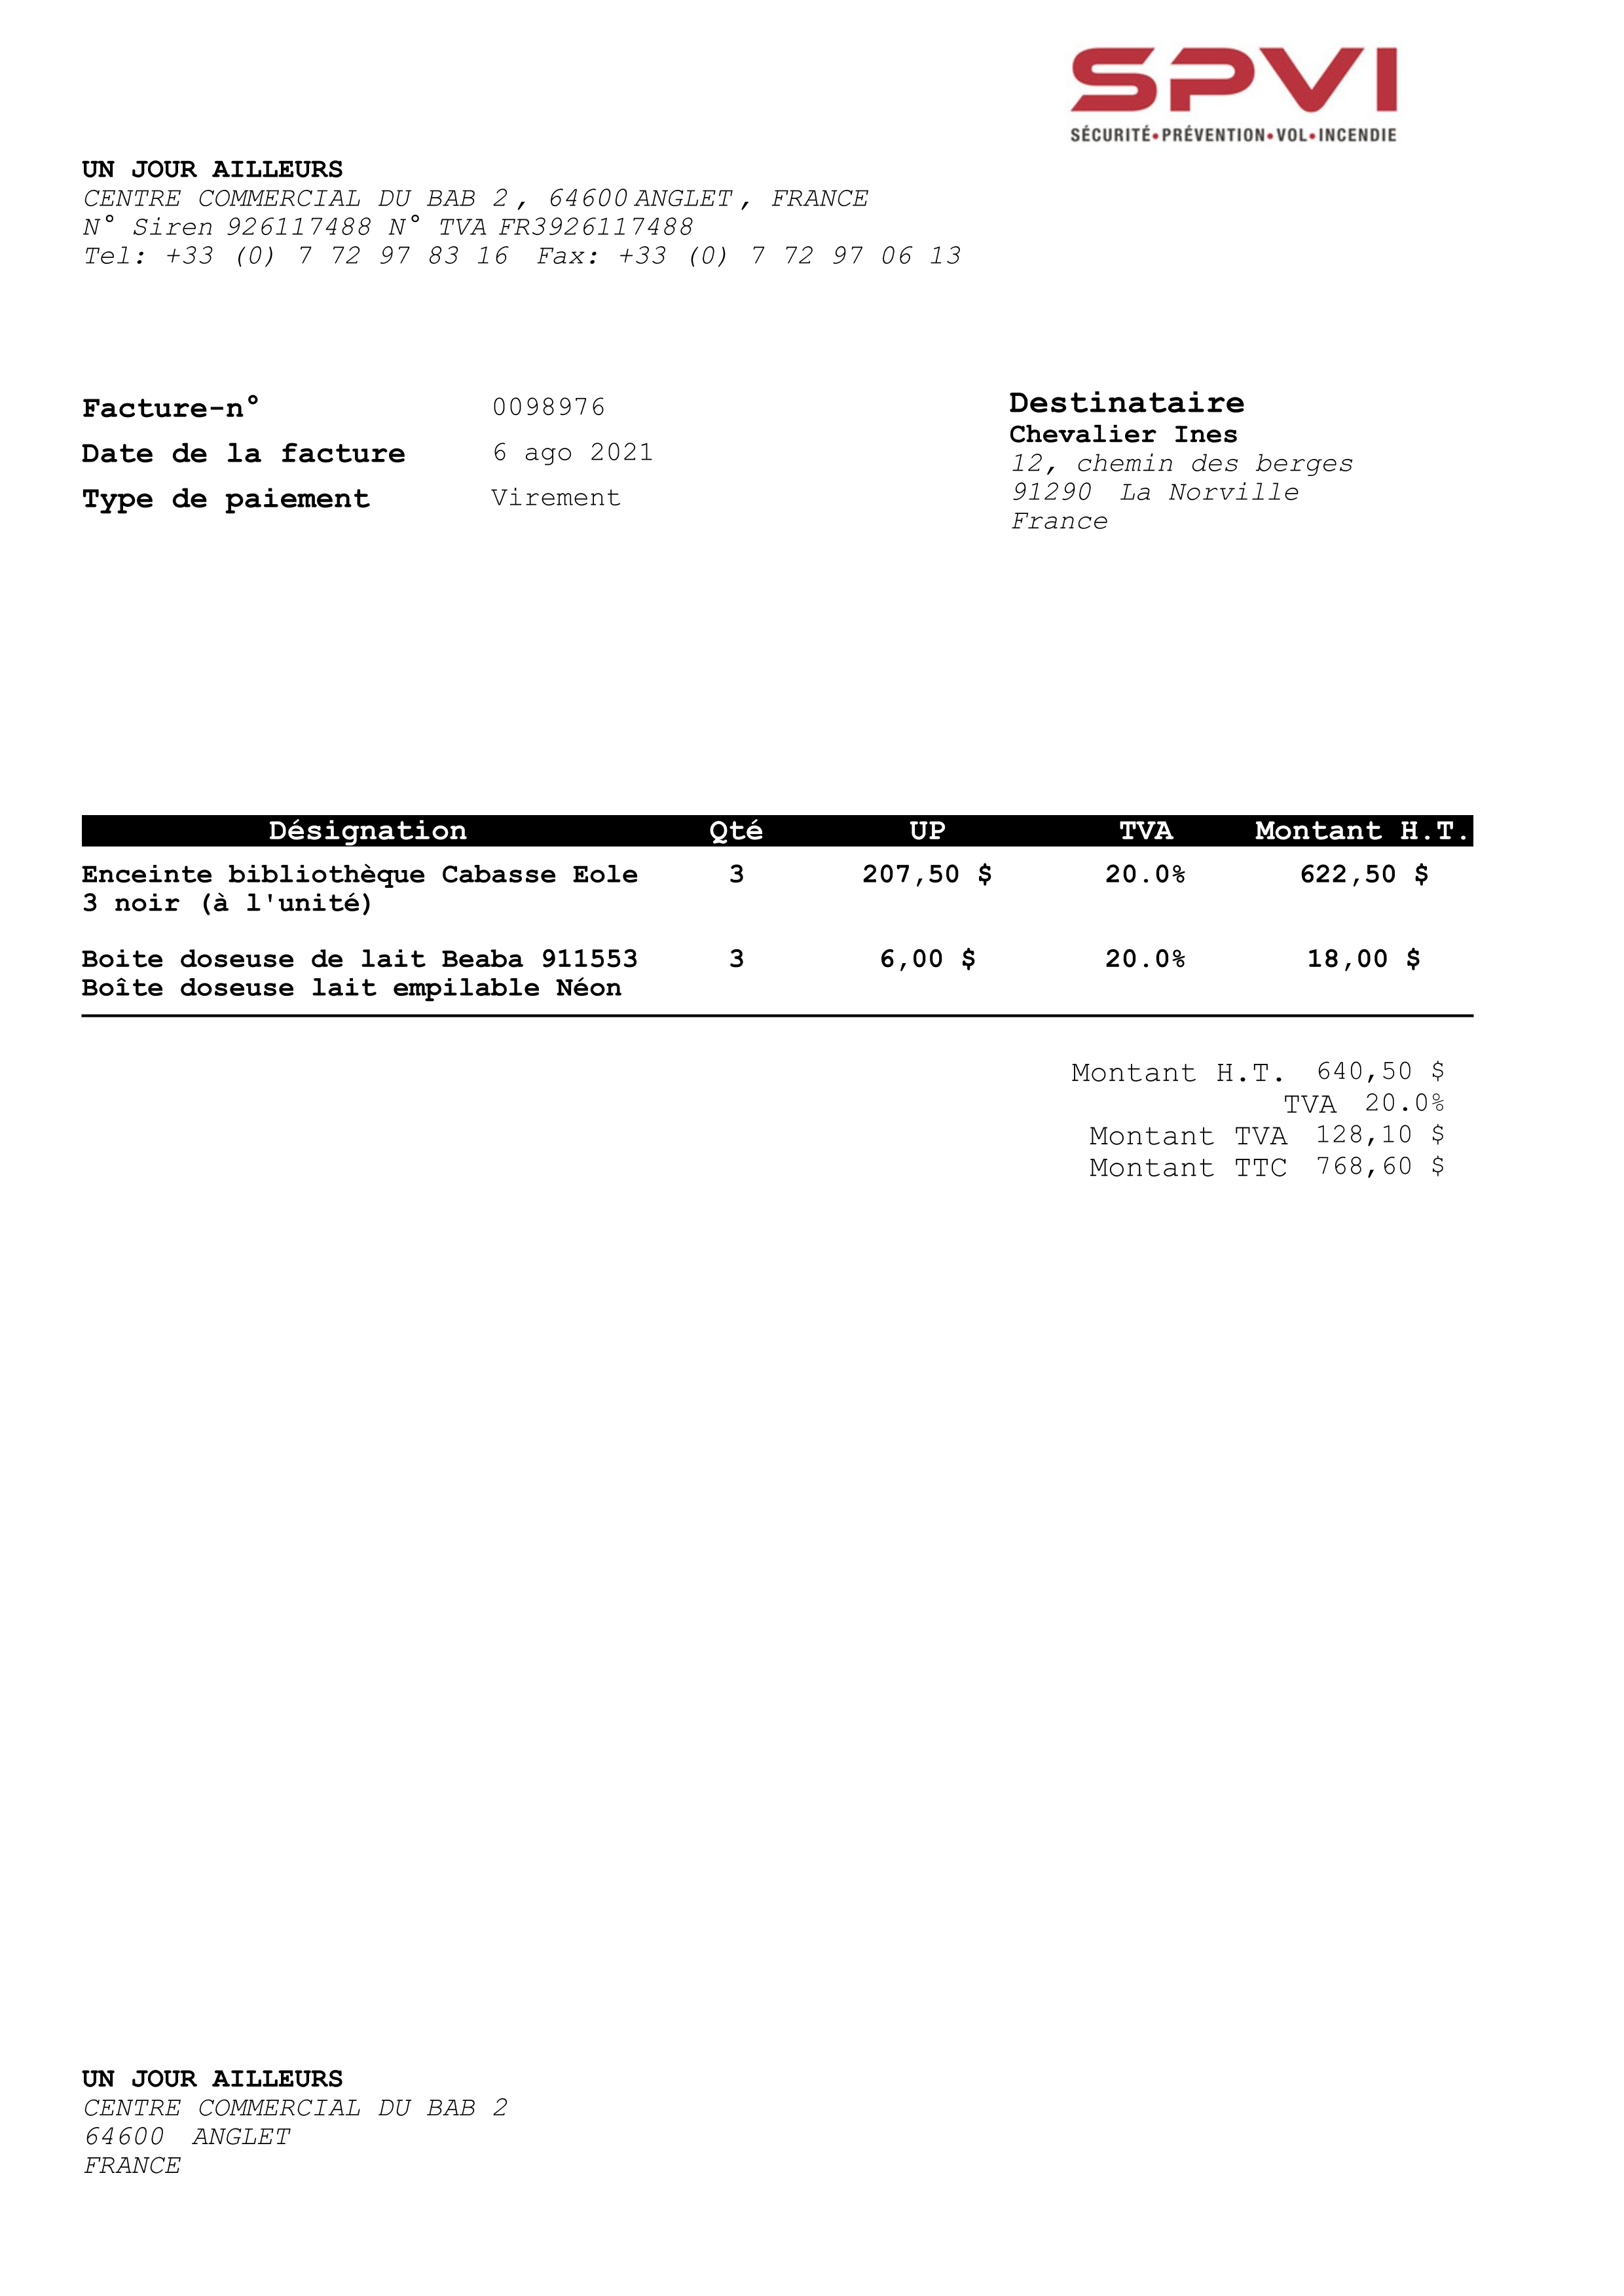 SPVI
SÉCURITÉ•PRÉVENTION•VOL•INCENDIE
UN JOUR AILLEURS
CENTRE COMMERCIAL DU BAB 2, 64600 ANGLET, FRANCE
N° Siren 926117488 N° TVA FR3926117488
Tel: +33 (0) 7 72 97 83 16 Fax: +33 (0) 7 72 97 06 13
Facture-n° 0098976
Date de la facture 6 ago 2021
Type de paiement Virement
Destinataire
Chevalier Ines
12, chemin des berges
91290 La Norville
France
Désignation Qté UP TVA Montant H.T.
Enceinte bibliothèque Cabasse Eole 3 207,50 $ 20.0% 622,50 $
3 noir (à l'unité)
Boite doseuse de lait Beaba 911553 3 6,00 $ 20.0% 18,00 $
Boîte doseuse lait empilable Néon
Montant H.T. 640,50 $
TVA 20.0%
Montant TVA 128,10 $
Montant TTC 768,60 $
UN JOUR AILLEURS
CENTRE COMMERCIAL DU BAB 2
64600 ANGLET
FRANCE